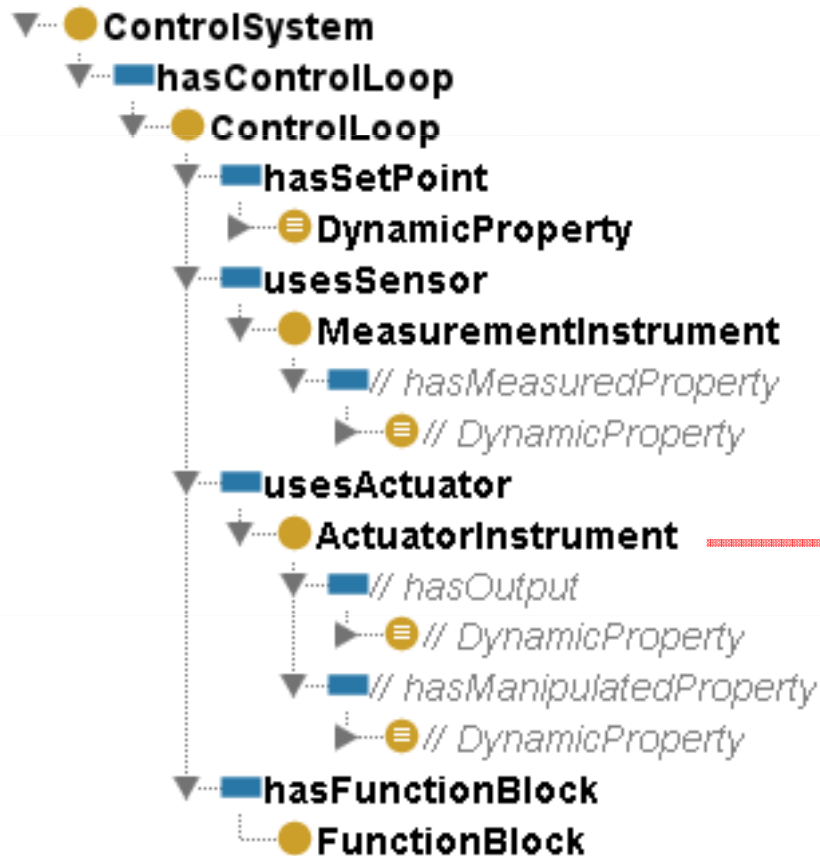 ControlSystem
hasControlLoop
ControlLoop
hasSetPoint
DynamicProperty
usesSensor
MeasurementInstrument
// hasMeasuredProperty
// DynamicProperty
usesActuator
ActuatorInstrument
// hasOutput
// DynamicProperty
// hasManipulatedProperty
// DynamicProperty
hasFunctionBlock
FunctionBlock